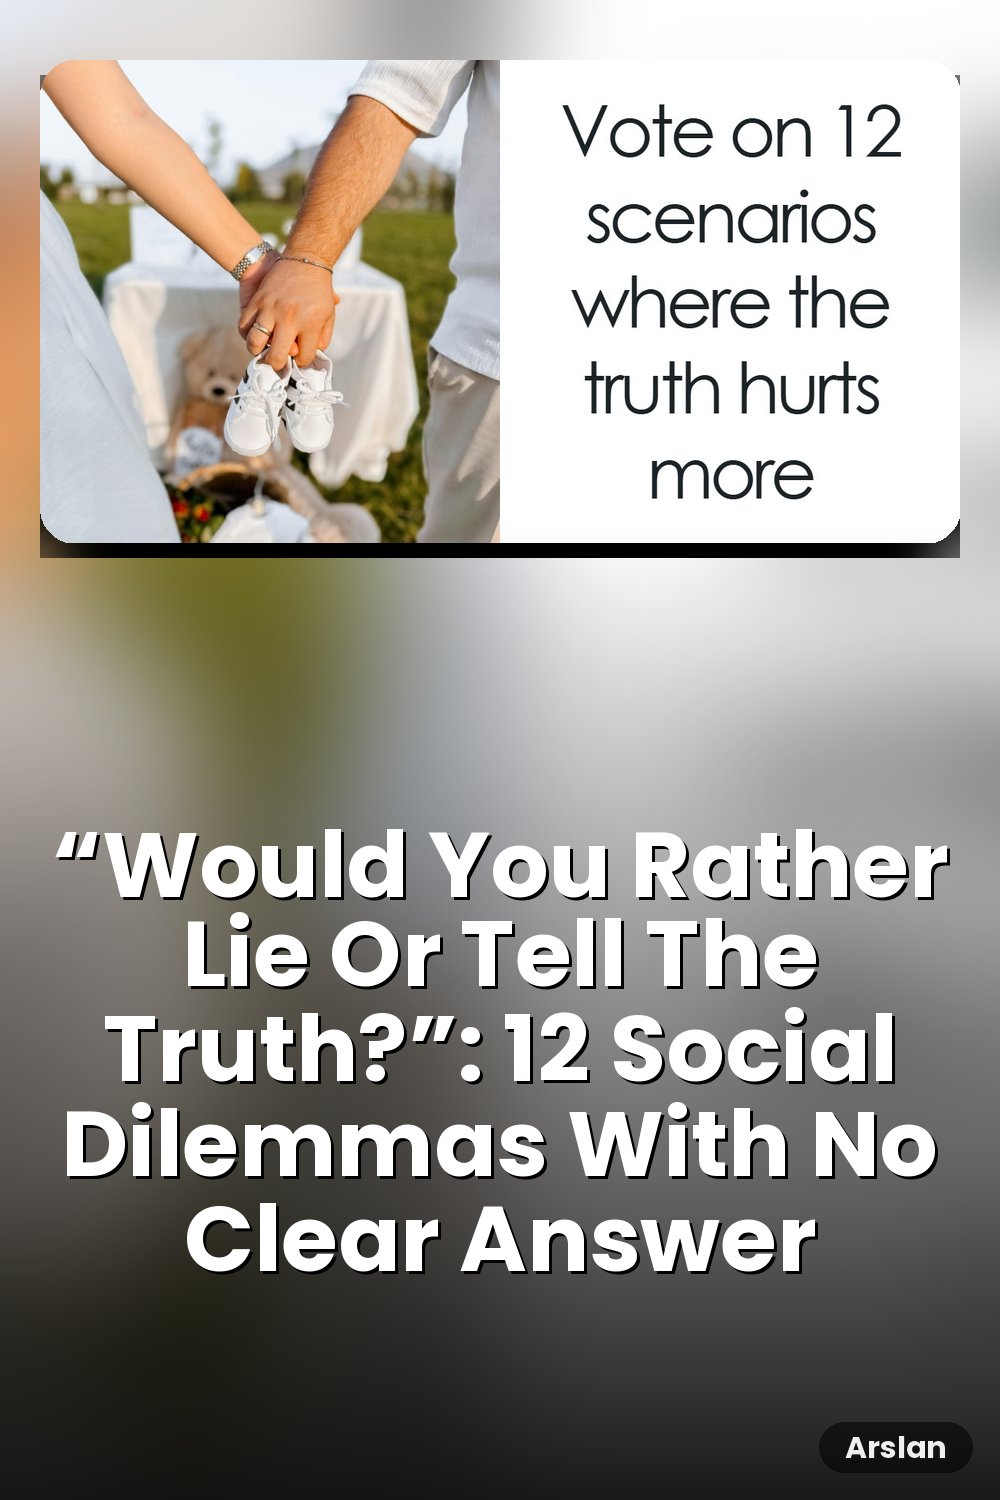 Vote on 12
scenarios
where the
truth hurts
more
“Would You Rather
Lie Or Tell The
Truth?”: 12 Social
Dilemmas With No
Clear Answer
Arslan